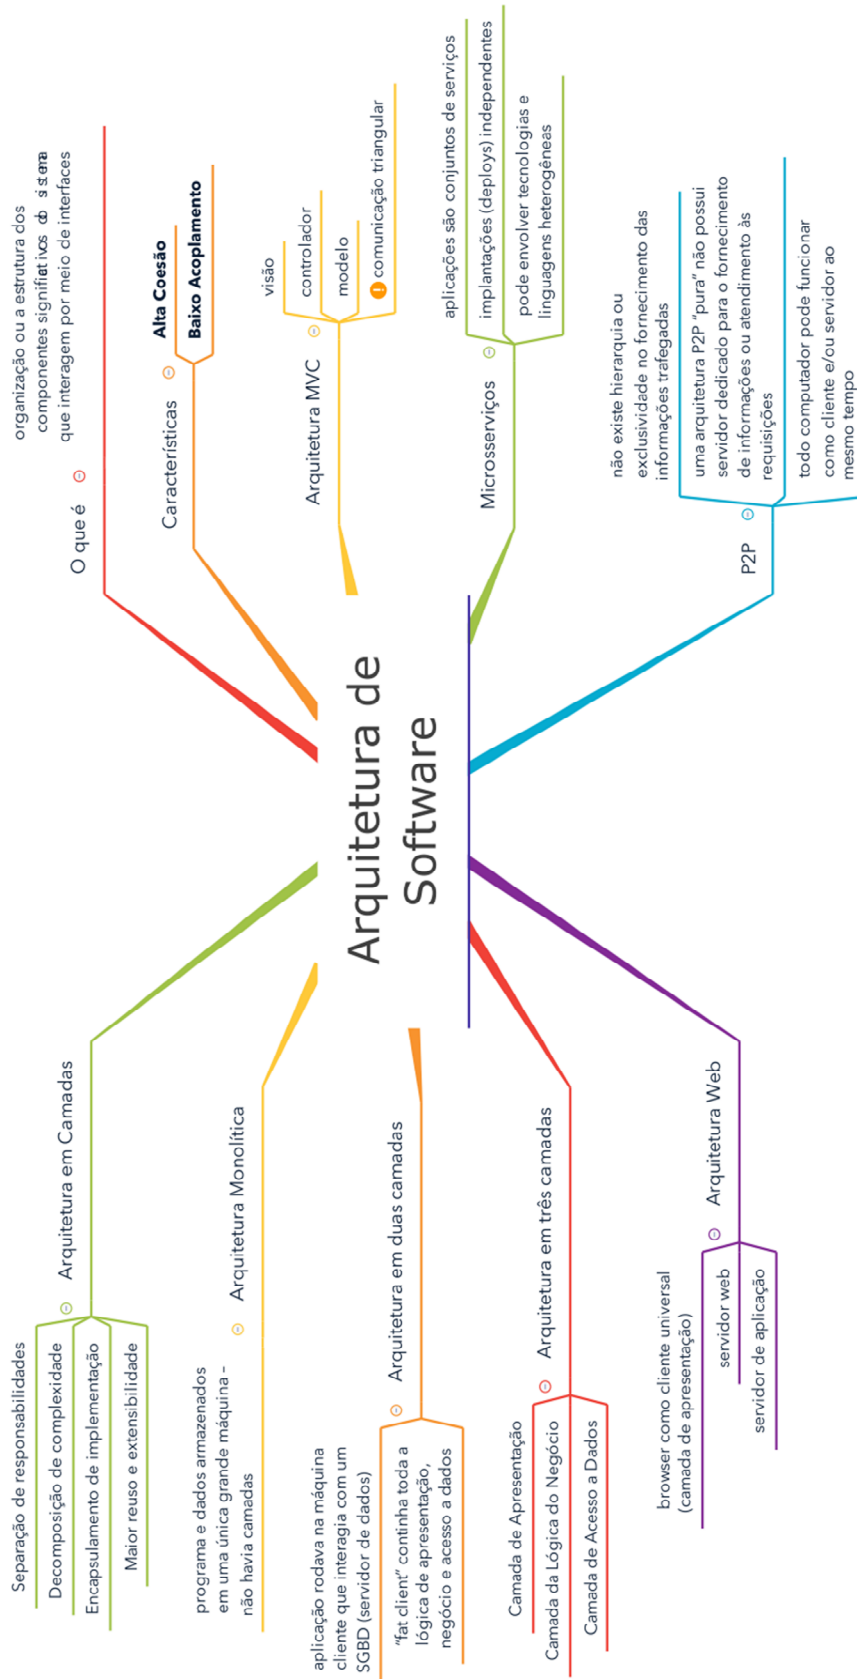 Arquitetura de
Software
O que é
organização ou a estrutura dos
componentes signifiativos do sistema
que interagem por meio de interfaces
Características
Alta Coesão
Baixo Acoplamento
Arquitetura MVC
visão
controlador
modelo
comunicação triangular
Microsserviços
aplicações são conjuntos de serviços
implantações (deploys) independentes
pode envolver tecnologias e
linguagens heterogêneas
P2P
não existe hierarquia ou
exclusividade no fornecimento das
informações trafegadas
uma arquitetura P2P "pura" não possui
servidor dedicado para o fornecimento
de informações ou atendimento às
requisições
todo computador pode funcionar
como cliente e/ou servidor ao
mesmo tempo
Arquitetura em Camadas
Separação de responsabilidades
Decomposição de complexidade
Encapsulamento de implementação
Maior reuso e extensibilidade
Arquitetura Monolítica
programa e dados armazenados
em uma única grande máquina –
não havia camadas
Arquitetura em duas camadas
aplicação rodava na máquina
cliente que interagia com um
SGBD (servidor de dados)
"fat client" continha toda a
lógica de apresentação,
negócio e acesso a dados
Arquitetura em três camadas
Camada de Apresentação
Camada da Lógica do Negócio
Camada de Acesso a Dados
Arquitetura Web
browser como cliente universal
(camada de apresentação)
servidor web
servidor de aplicação